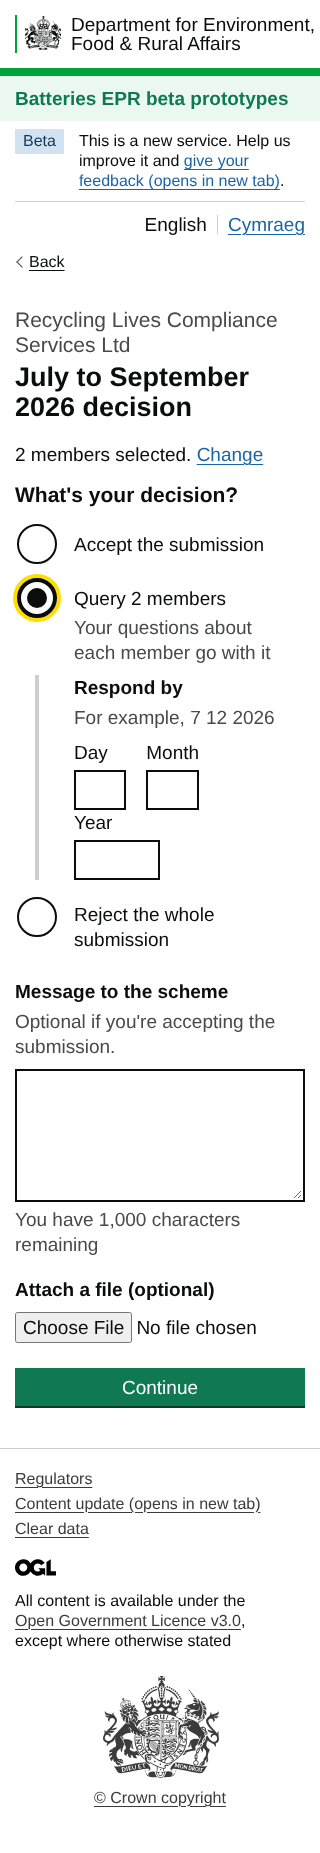 Department for Environment,
Food & Rural Affairs
Batteries EPR beta prototypes
Beta
This is a new service. Help us
improve it and give your
feedback (opens in new tab).
English
Cymraeg
Back
Recycling Lives Compliance
Services Ltd
July to September
2026 decision
2 members selected. Change
What's your decision?
Accept the submission
Query 2 members
Your questions about
each member go with it
Respond by
For example, 7 12 2026
Day
Month
Year
Reject the whole
submission
Message to the scheme
Optional if you're accepting the
submission.
You have 1,000 characters
remaining
Attach a file (optional)
Choose File No file chosen
Continue
Regulators
Content update (opens in new tab)
Clear data
OGL
All content is available under the
Open Government Licence v3.0,
except where otherwise stated
DIEU ET MON DROIT
© Crown copyright